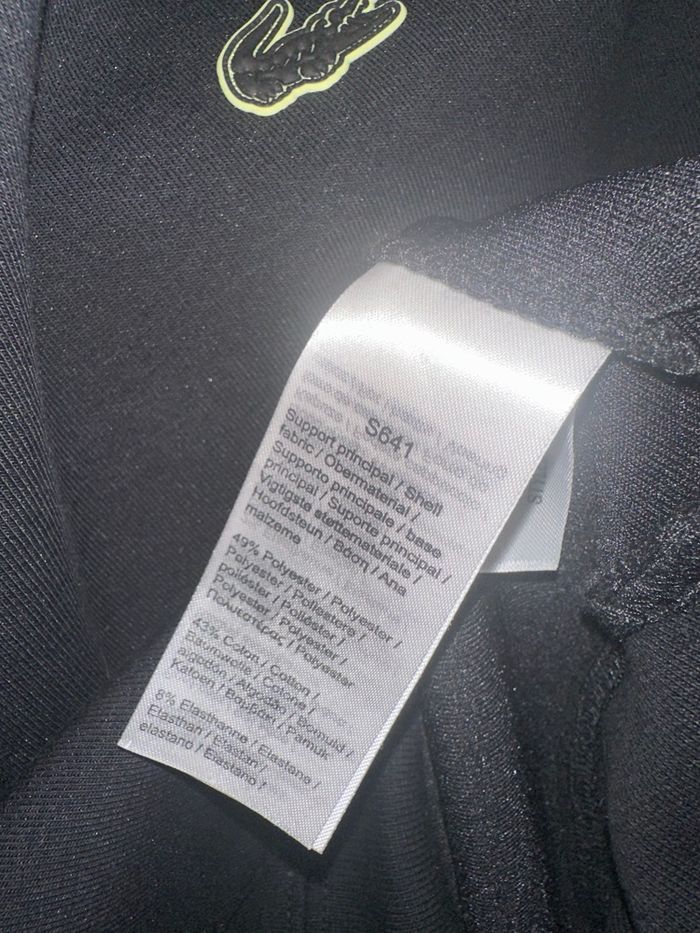 S641
Support principal / Shell
fabric / Obermaterial /
Supporto principale / base
principal / Suporte principal /
Vigtigste støttemateriale /
Hoofdsteun / Βάση / Ana
malzeme
49% Polyester / Polyester /
Polyester / Poliestere /
poliéster / Poliéster /
Polyester / Polyester /
Πολυεστέρας / Polyester
43% Coton / Cotton /
Baumwolle / Cotone /
algodón / Algodão / Bomuld /
Katoen / Βαμβάκι / Pamuk
8% Elasthanne / Elastane /
Elasthan / Elastan /
elastano / Elastano /